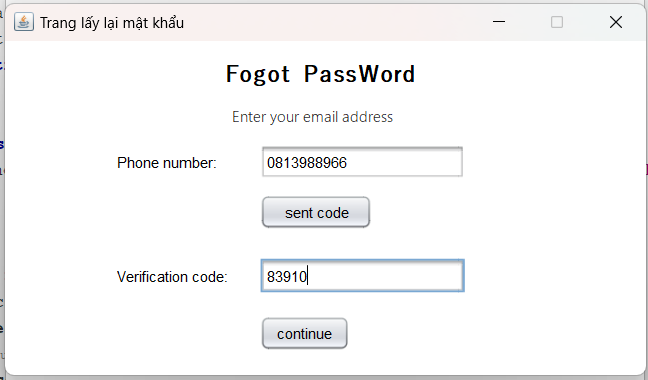 Trang lấy lại mật khẩu
Fogot PassWord
Enter your email address
Phone number: 0813988966
sent code
Verification code: 83910
continue